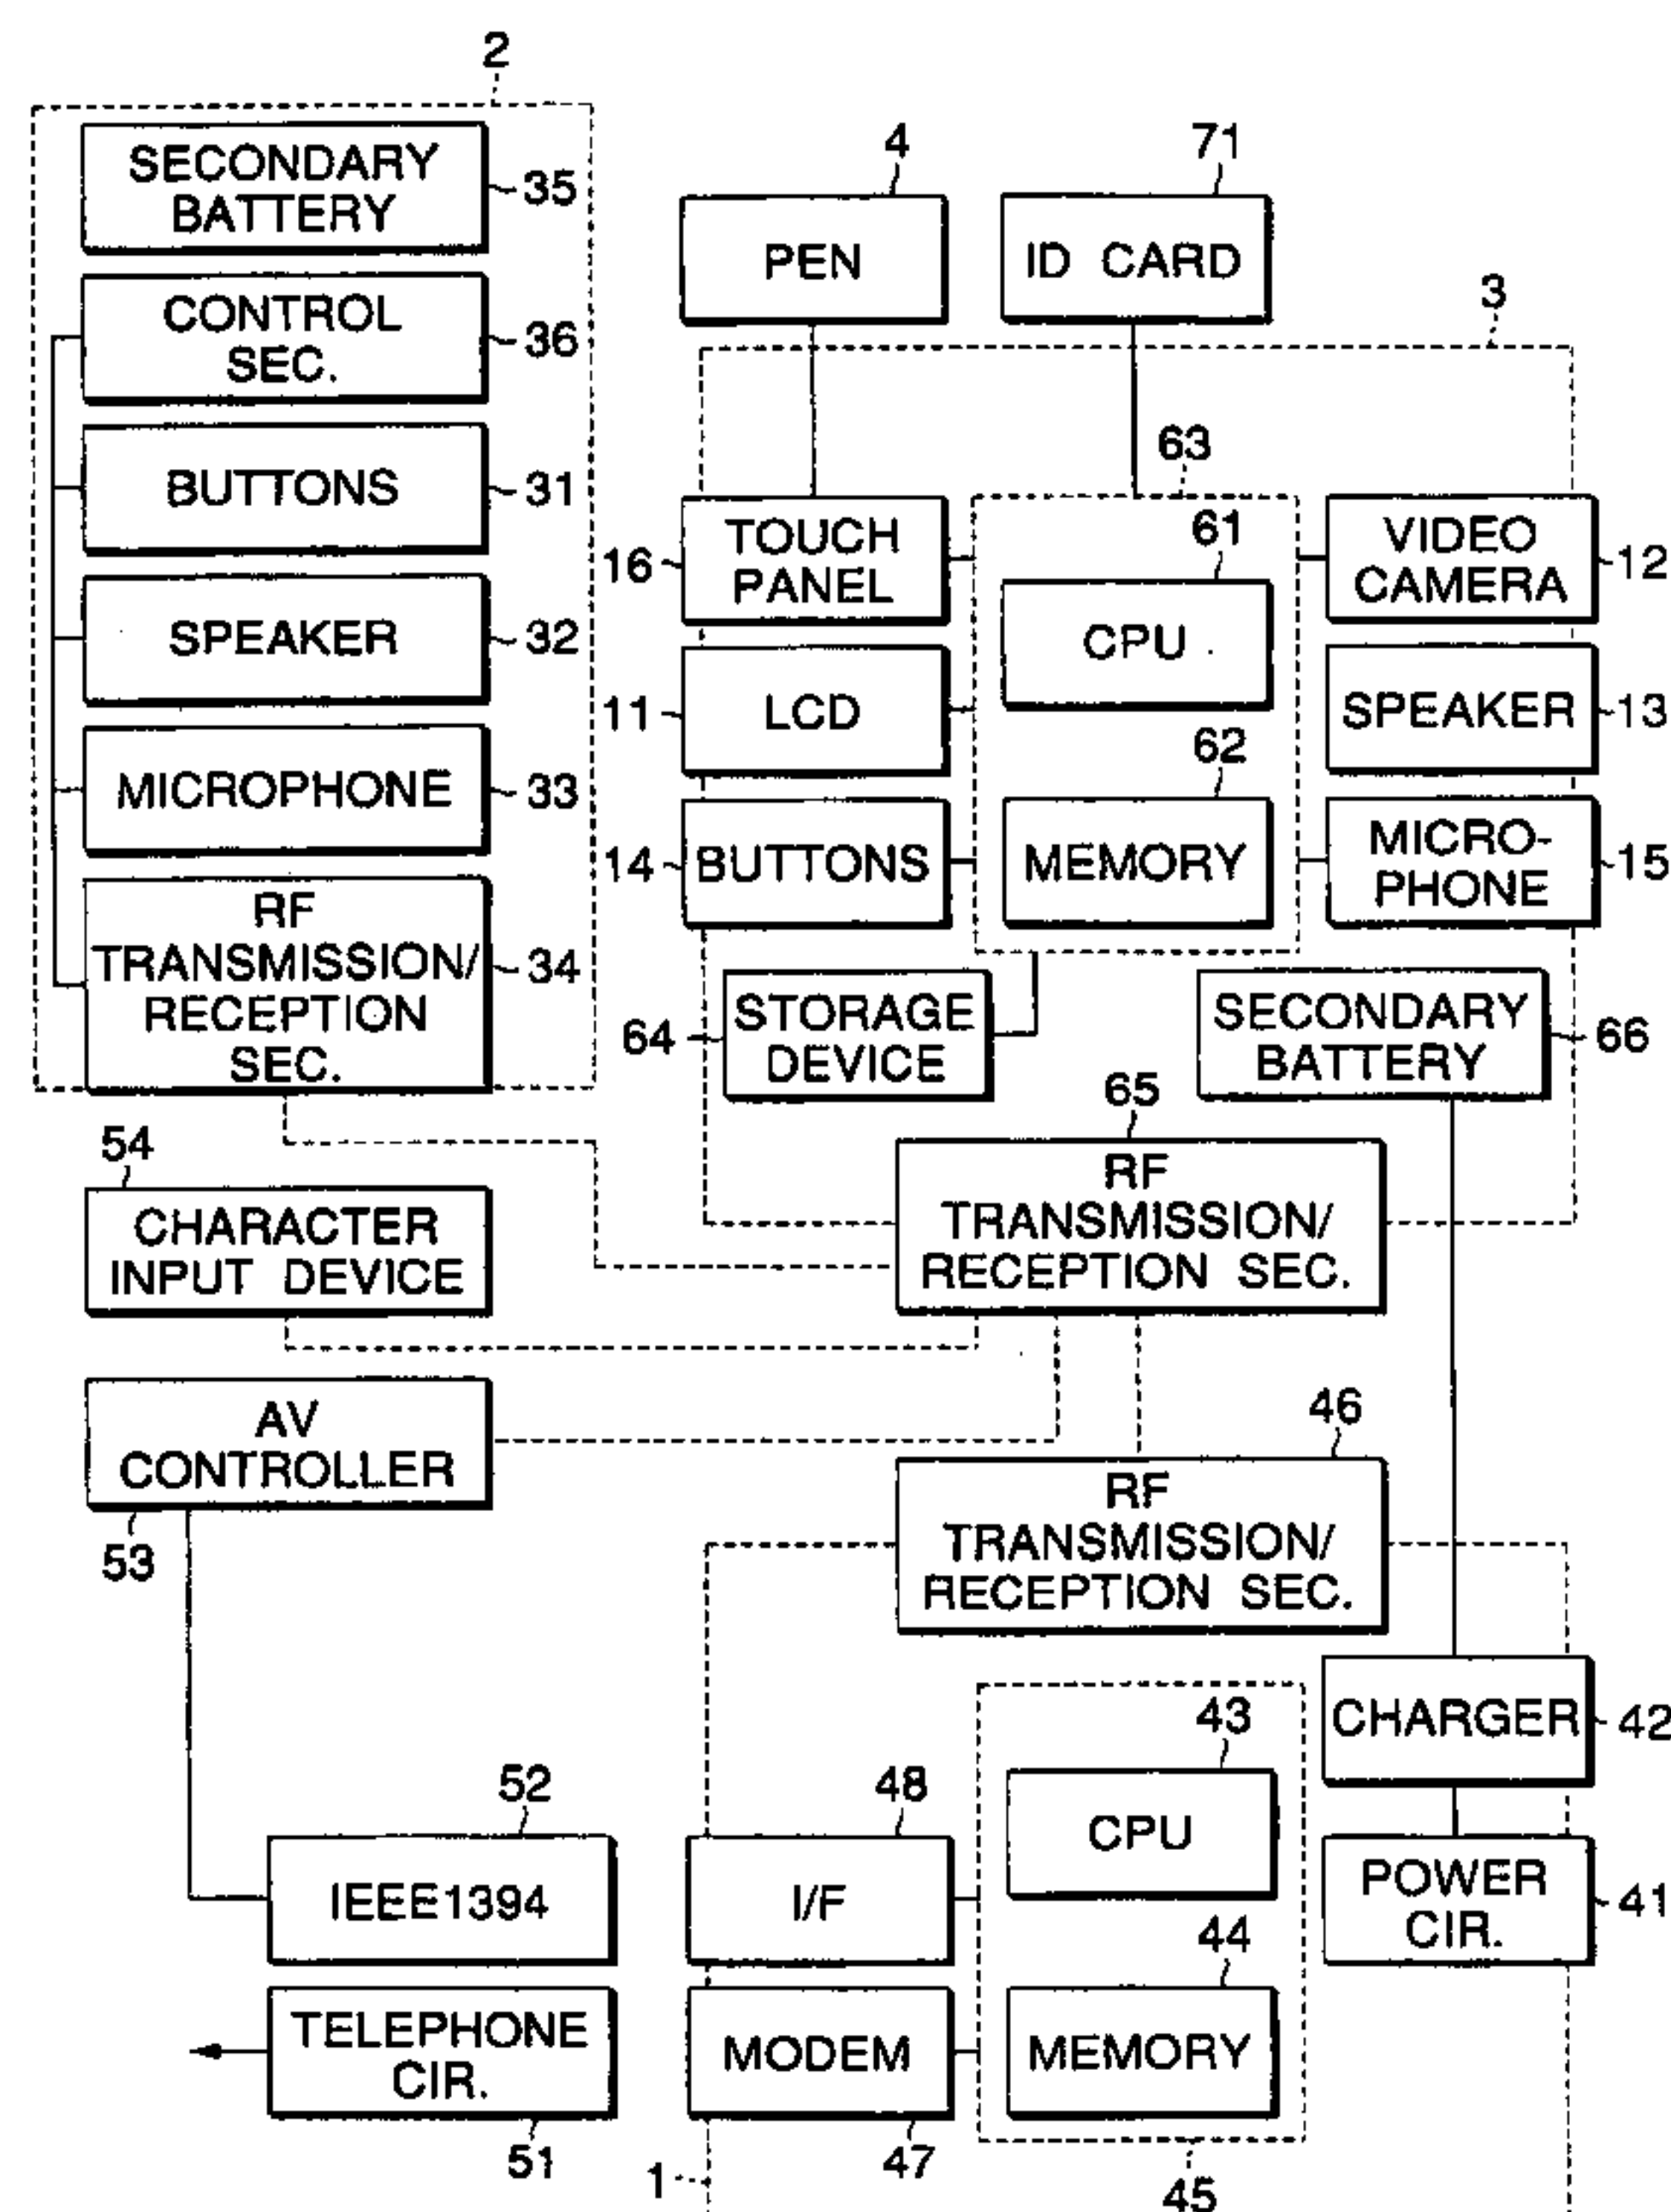 2
SECONDARY
BATTERY
35
CONTROL
SEC.
36
BUTTONS
31
SPEAKER
32
MICROPHONE
33
RF
TRANSMISSION/
RECEPTION
SEC.
34
4
PEN
71
ID CARD
3
63
TOUCH
PANEL
16
61
CPU
VIDEO
CAMERA
12
LCD
11
SPEAKER
13
62
MEMORY
BUTTONS
14
MICRO-
PHONE
15
STORAGE
DEVICE
64
SECONDARY
BATTERY
66
65
RF
TRANSMISSION/
RECEPTION SEC.
54
CHARACTER
INPUT DEVICE
AV
CONTROLLER
53
46
RF
TRANSMISSION/
RECEPTION SEC.
CHARGER
42
43
CPU
52
IEEE1394
48
I/F
POWER
CIR.
41
44
MEMORY
TELEPHONE
CIR.
51
MODEM
47
1
45